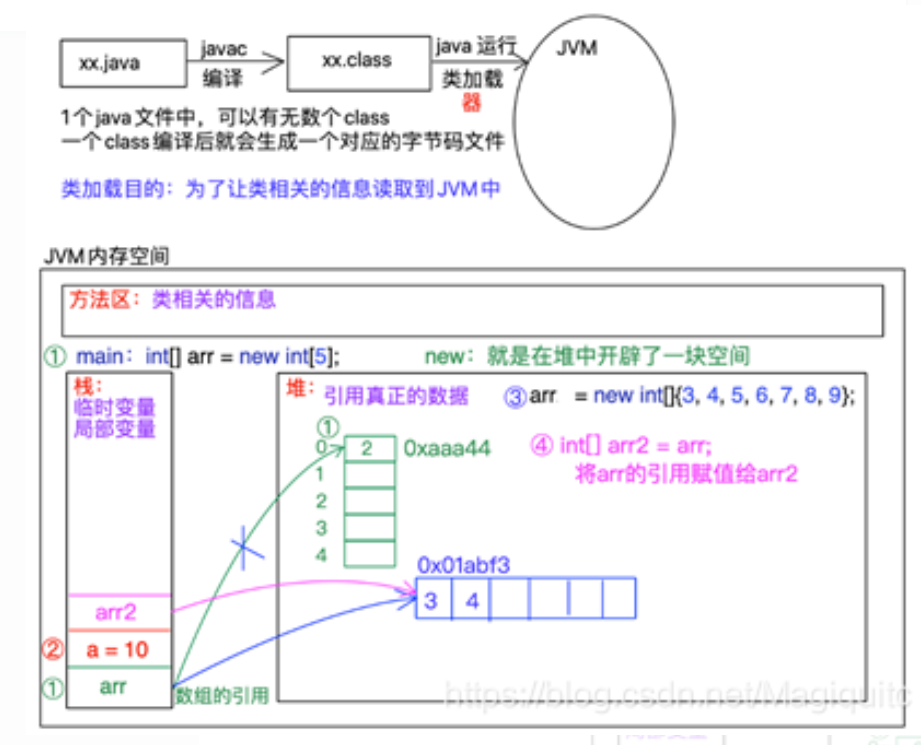 xx.java
javac
编译
xx.class
java 运行
类加载
器
JVM
1个java文件中，可以有无数个class
一个class编译后就会生成一个对应的字节码文件
类加载目的：为了让类相关的信息读取到JVM中
JVM内存空间
方法区：类相关的信息
① main：int[] arr = new int[5];
new：就是在堆中开辟了一块空间
栈：
临时变量
局部变量
堆：引用真正的数据
③ arr = new int[]{3, 4, 5, 6, 7, 8, 9};
①
0 2 0xaaa44
1
2
3
4
④ int[] arr2 = arr;
将arr的引用赋值给arr2
0x01abf3
3 4
arr2
② a = 10
① arr
数组的引用
https://blog.csdn.net/Magiquitc